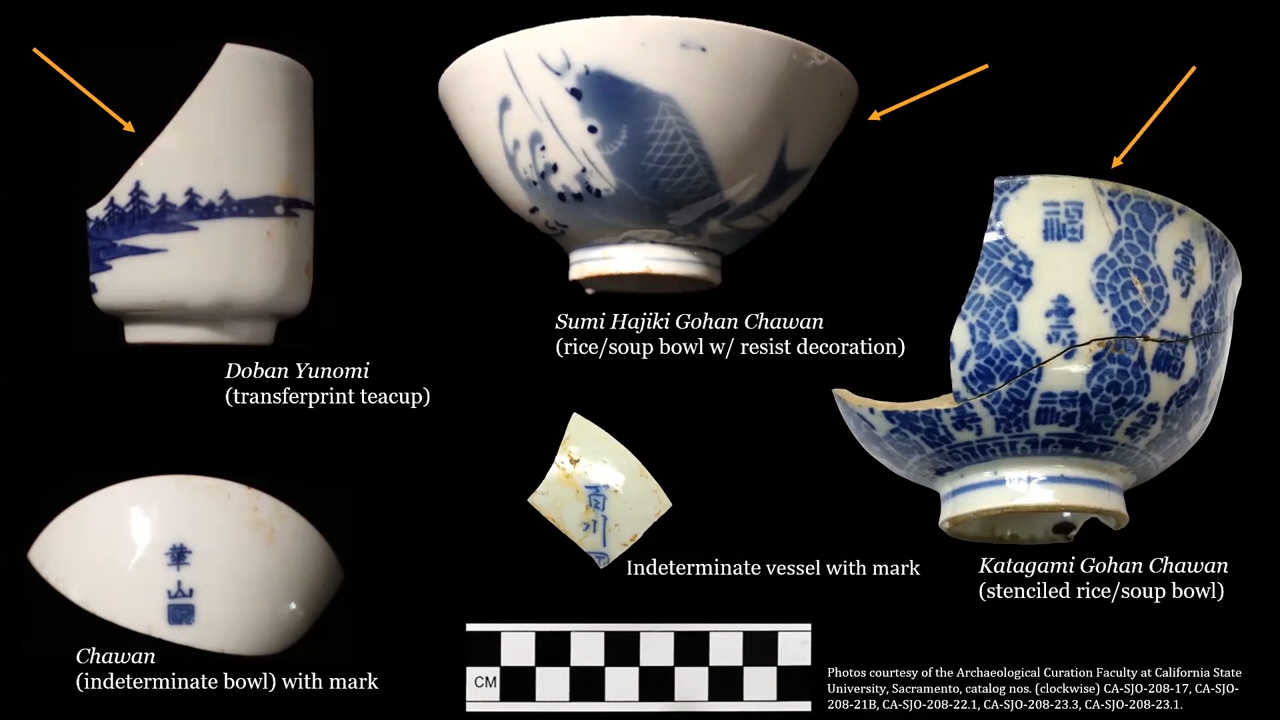 Sumi Hajiki Gohan Chawan
(rice/soup bowl w/ resist decoration)
Doban Yunomi
(transferprint teacup)
百川
Indeterminate vessel with mark
Katagami Gohan Chawan
(stenciled rice/soup bowl)
華山
Chawan
(indeterminate bowl) with mark
CM
Photos courtesy of the Archaeological Curation Faculty at California State
University, Sacramento, catalog nos. (clockwise) CA-SJO-208-17, CA-SJO-
208-21B, CA-SJO-208-22.1, CA-SJO-208-23.3, CA-SJO-208-23.1.